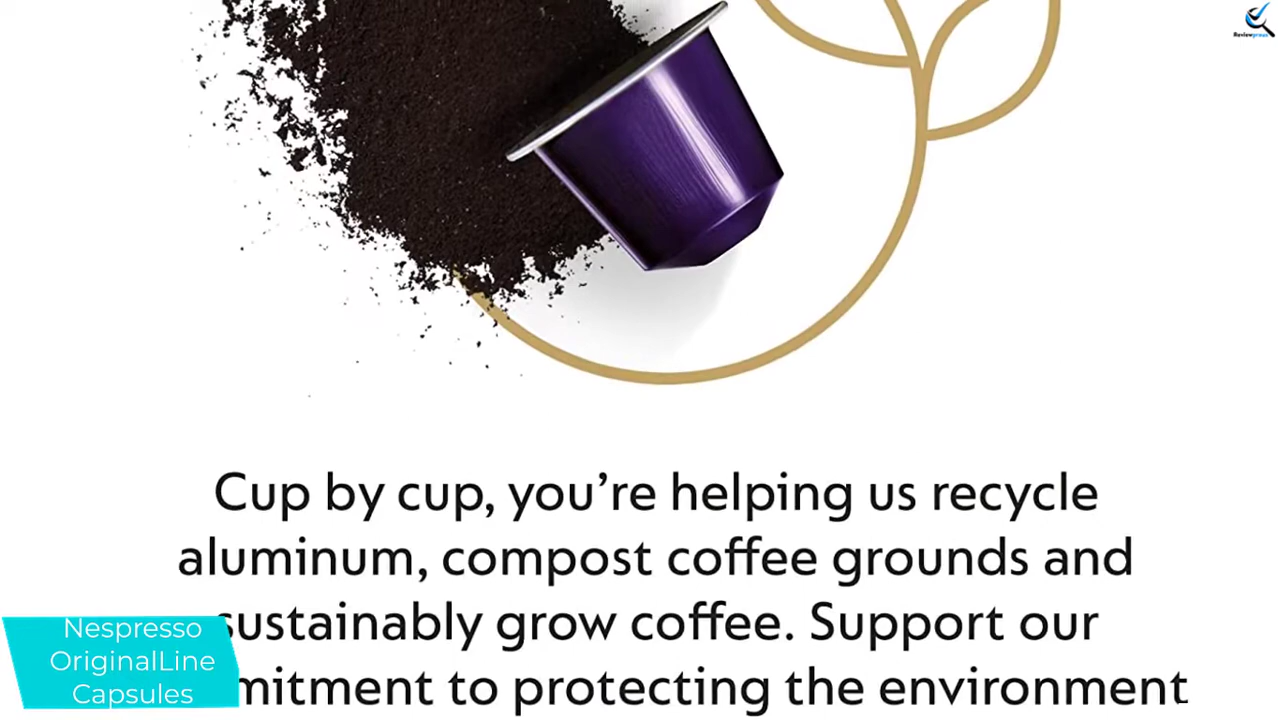 Cup by cup, you’re helping us recycle
aluminum, compost coffee grounds and
sustainably grow coffee. Support our
mitment to protecting the environment
Nespresso
OriginalLine
Capsules